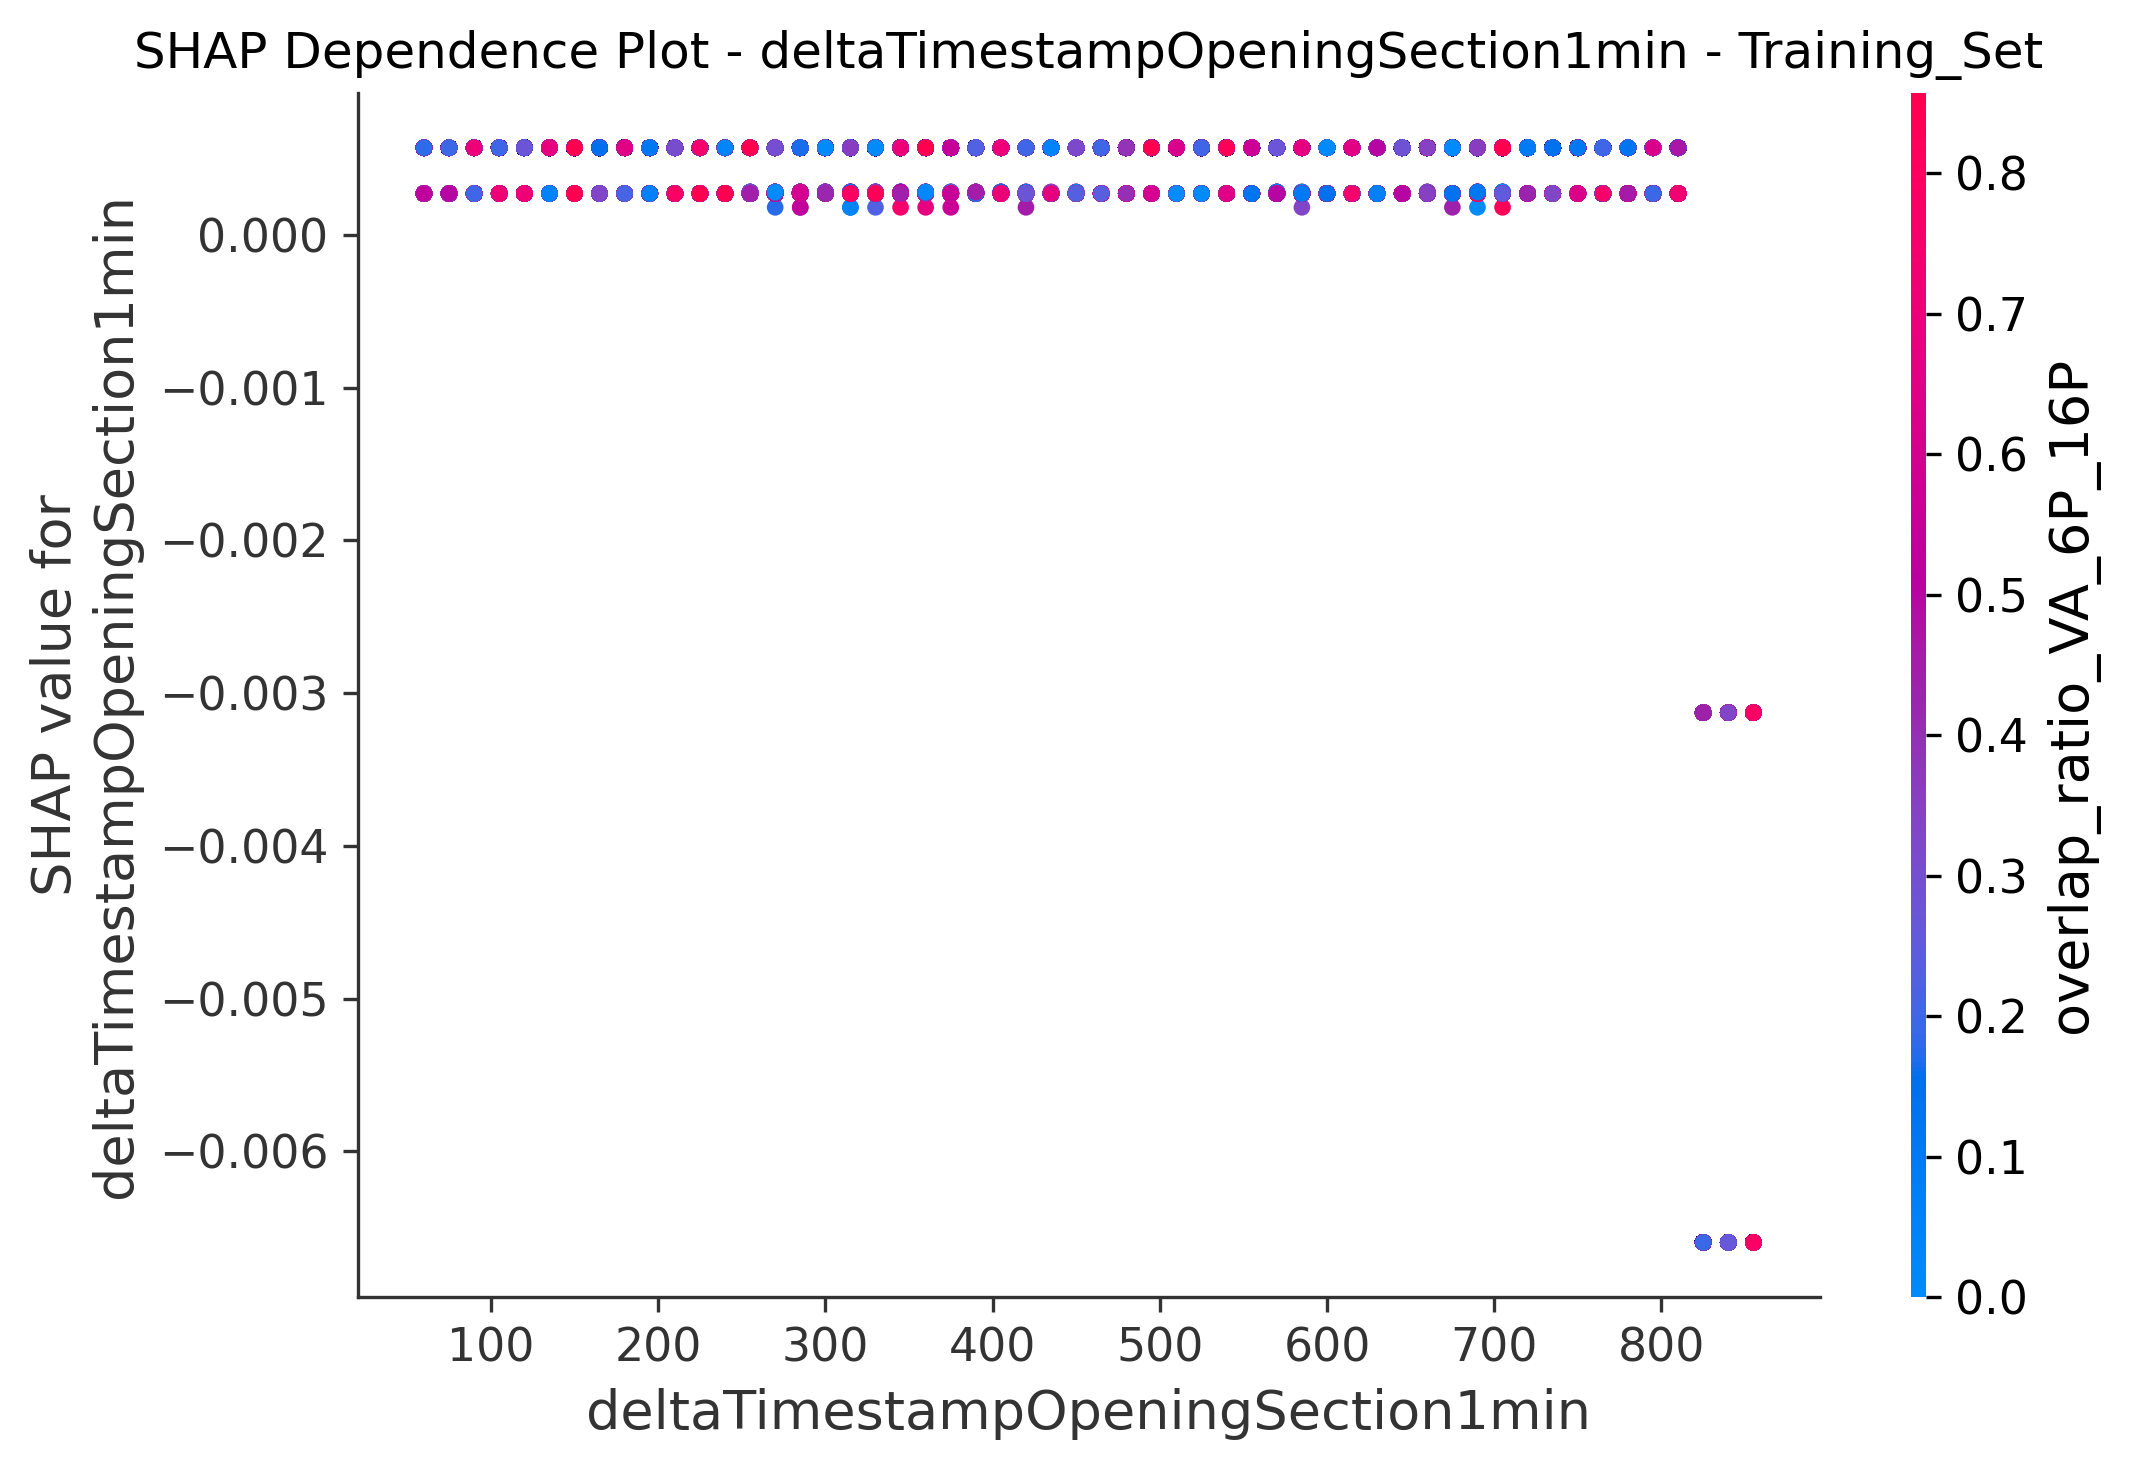 SHAP Dependence Plot - deltaTimestampOpeningSection1min - Training_Set
SHAP value for
deltaTimestampOpeningSection1min
0.000
−0.001
−0.002
−0.003
−0.004
−0.005
−0.006
100 200 300 400 500 600 700 800
deltaTimestampOpeningSection1min
0.8
0.7
0.6
0.5
0.4
0.3
0.2
0.1
0.0
overlap_ratio_VA_6P_16P